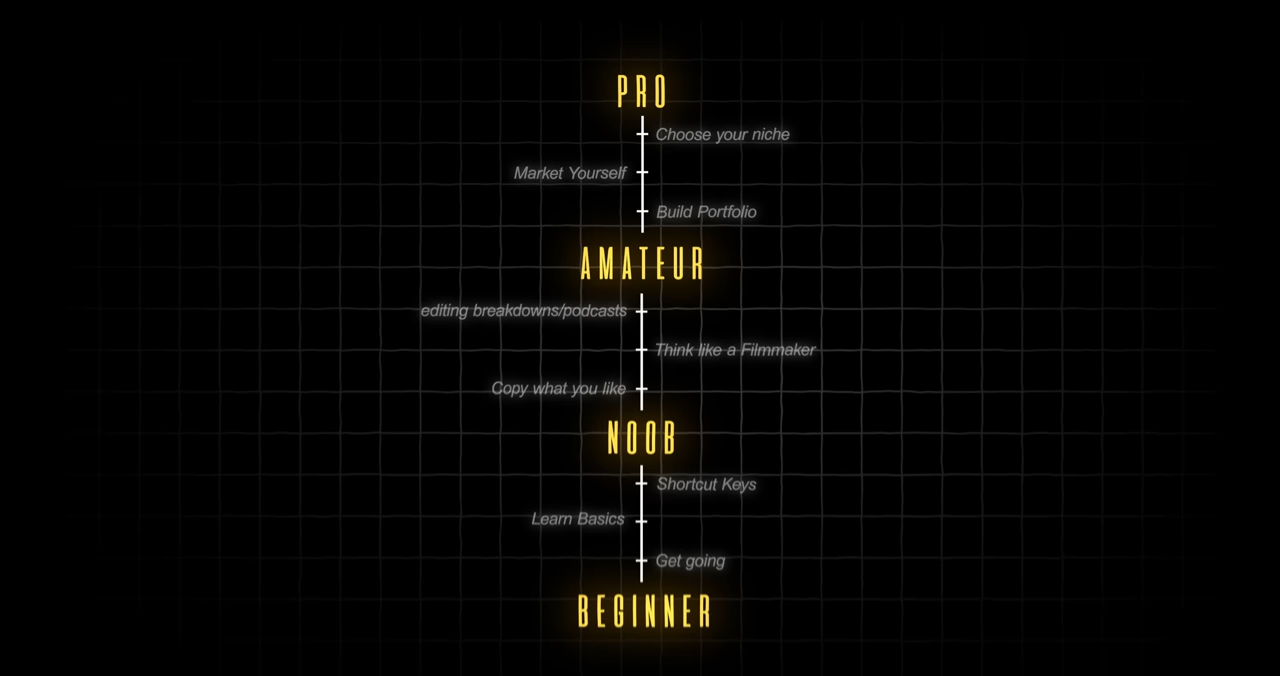 PRO
Choose your niche
Market Yourself
Build Portfolio
AMATEUR
editing breakdowns/podcasts
Think like a Filmmaker
Copy what you like
NOOB
Shortcut Keys
Learn Basics
Get going
BEGINNER